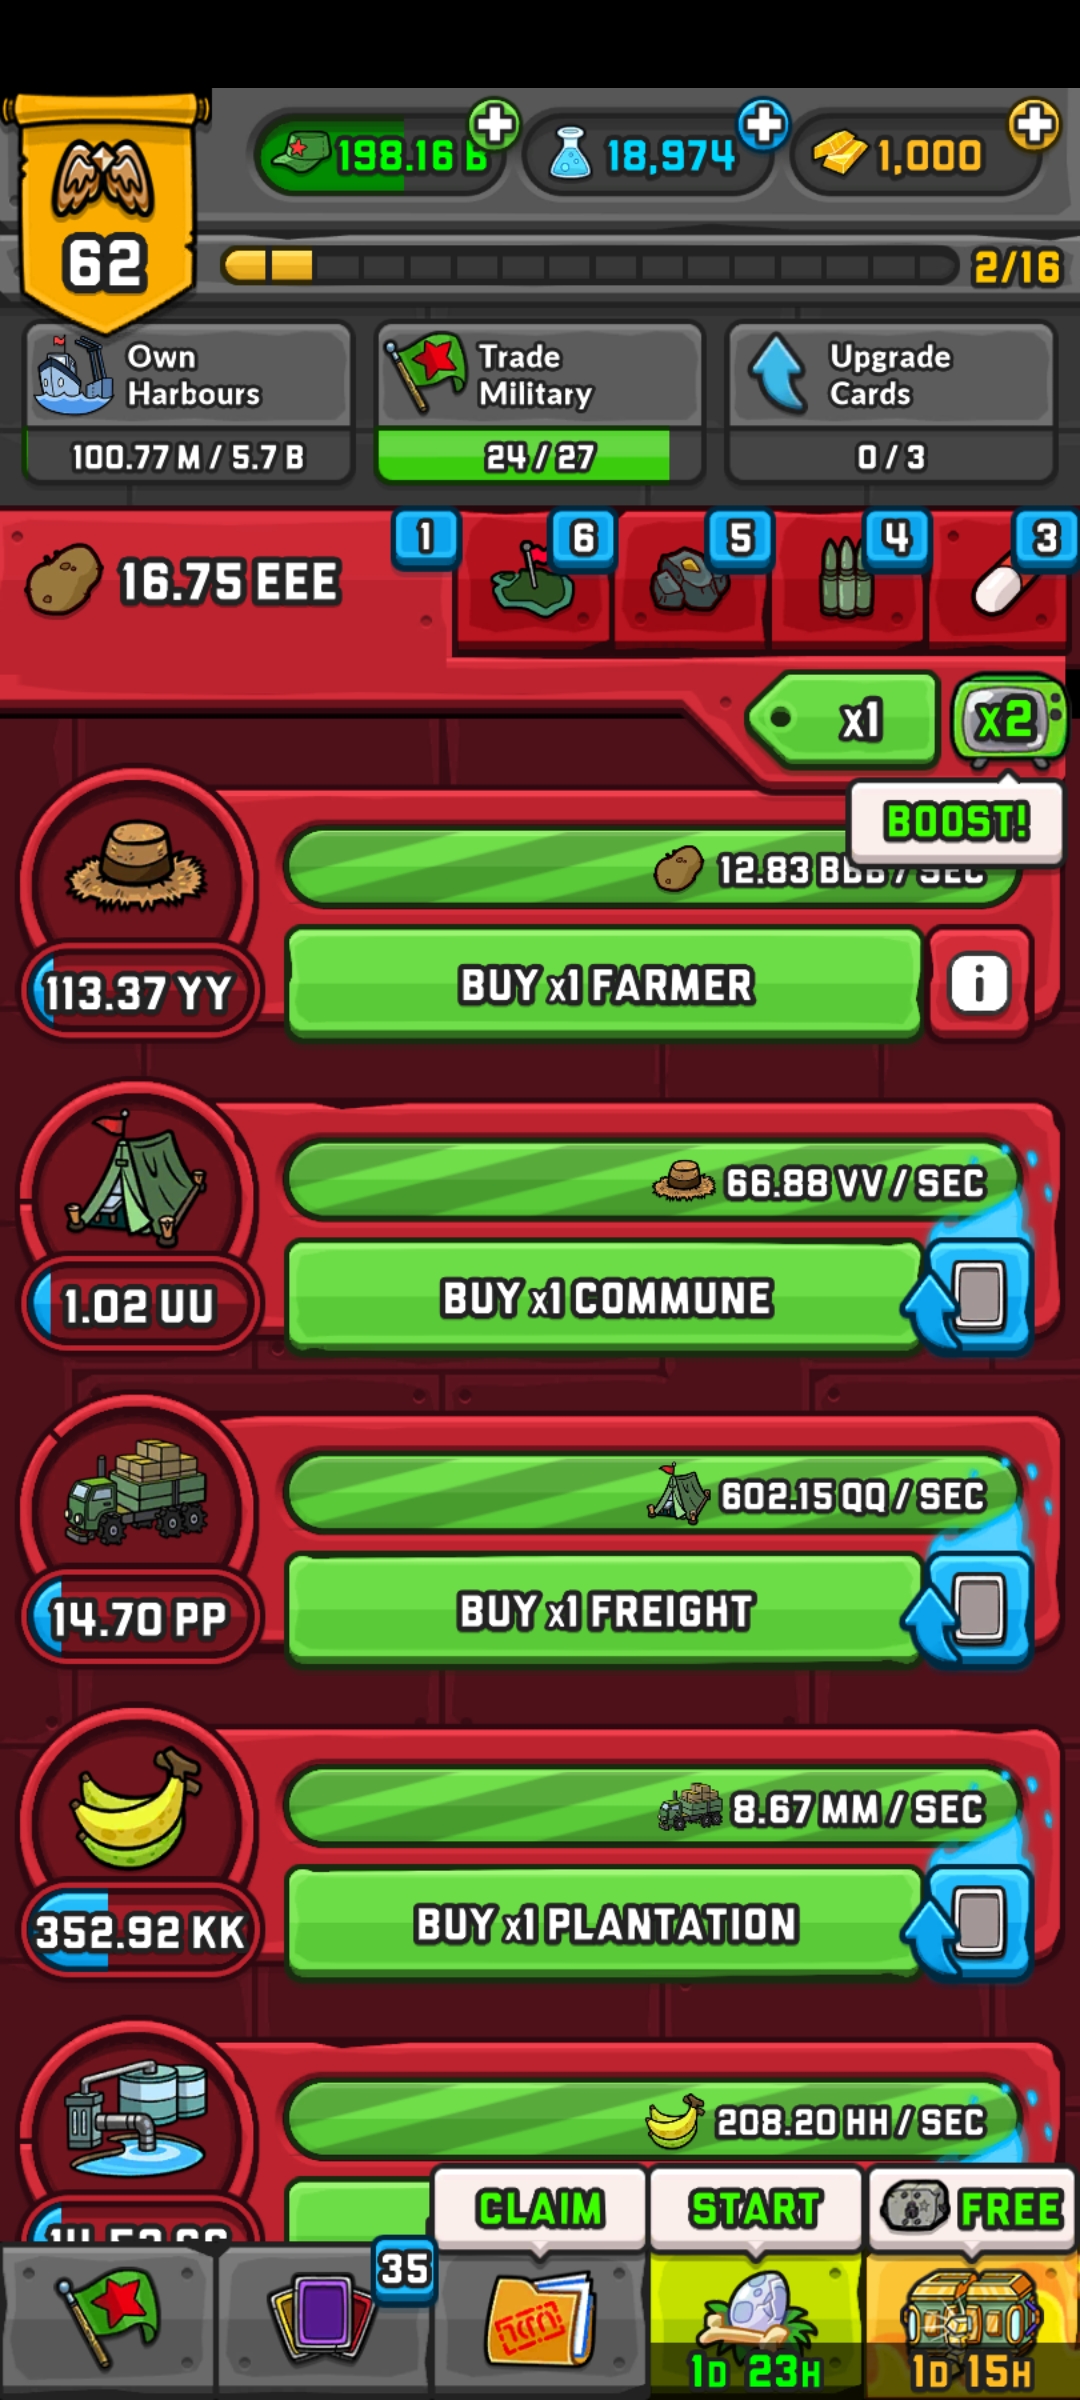 62
198.16 B
18,974
1,000
2/16
Own
Harbours
100.77 M / 5.7 B
Trade
Military
24 / 27
Upgrade
Cards
0 / 3
16.75 EEE
1
6
5
4
3
x1
x2
BOOST!
12.83 BBB / SEC
113.37 YY
BUY x1 FARMER
i
66.88 VV / SEC
1.02 UU
BUY x1 COMMUNE
602.15 QQ / SEC
14.70 PP
BUY x1 FREIGHT
8.67 MM / SEC
352.92 KK
BUY x1 PLANTATION
208.20 HH / SEC
CLAIM
START
FREE
35
1D 23H
1D 15H